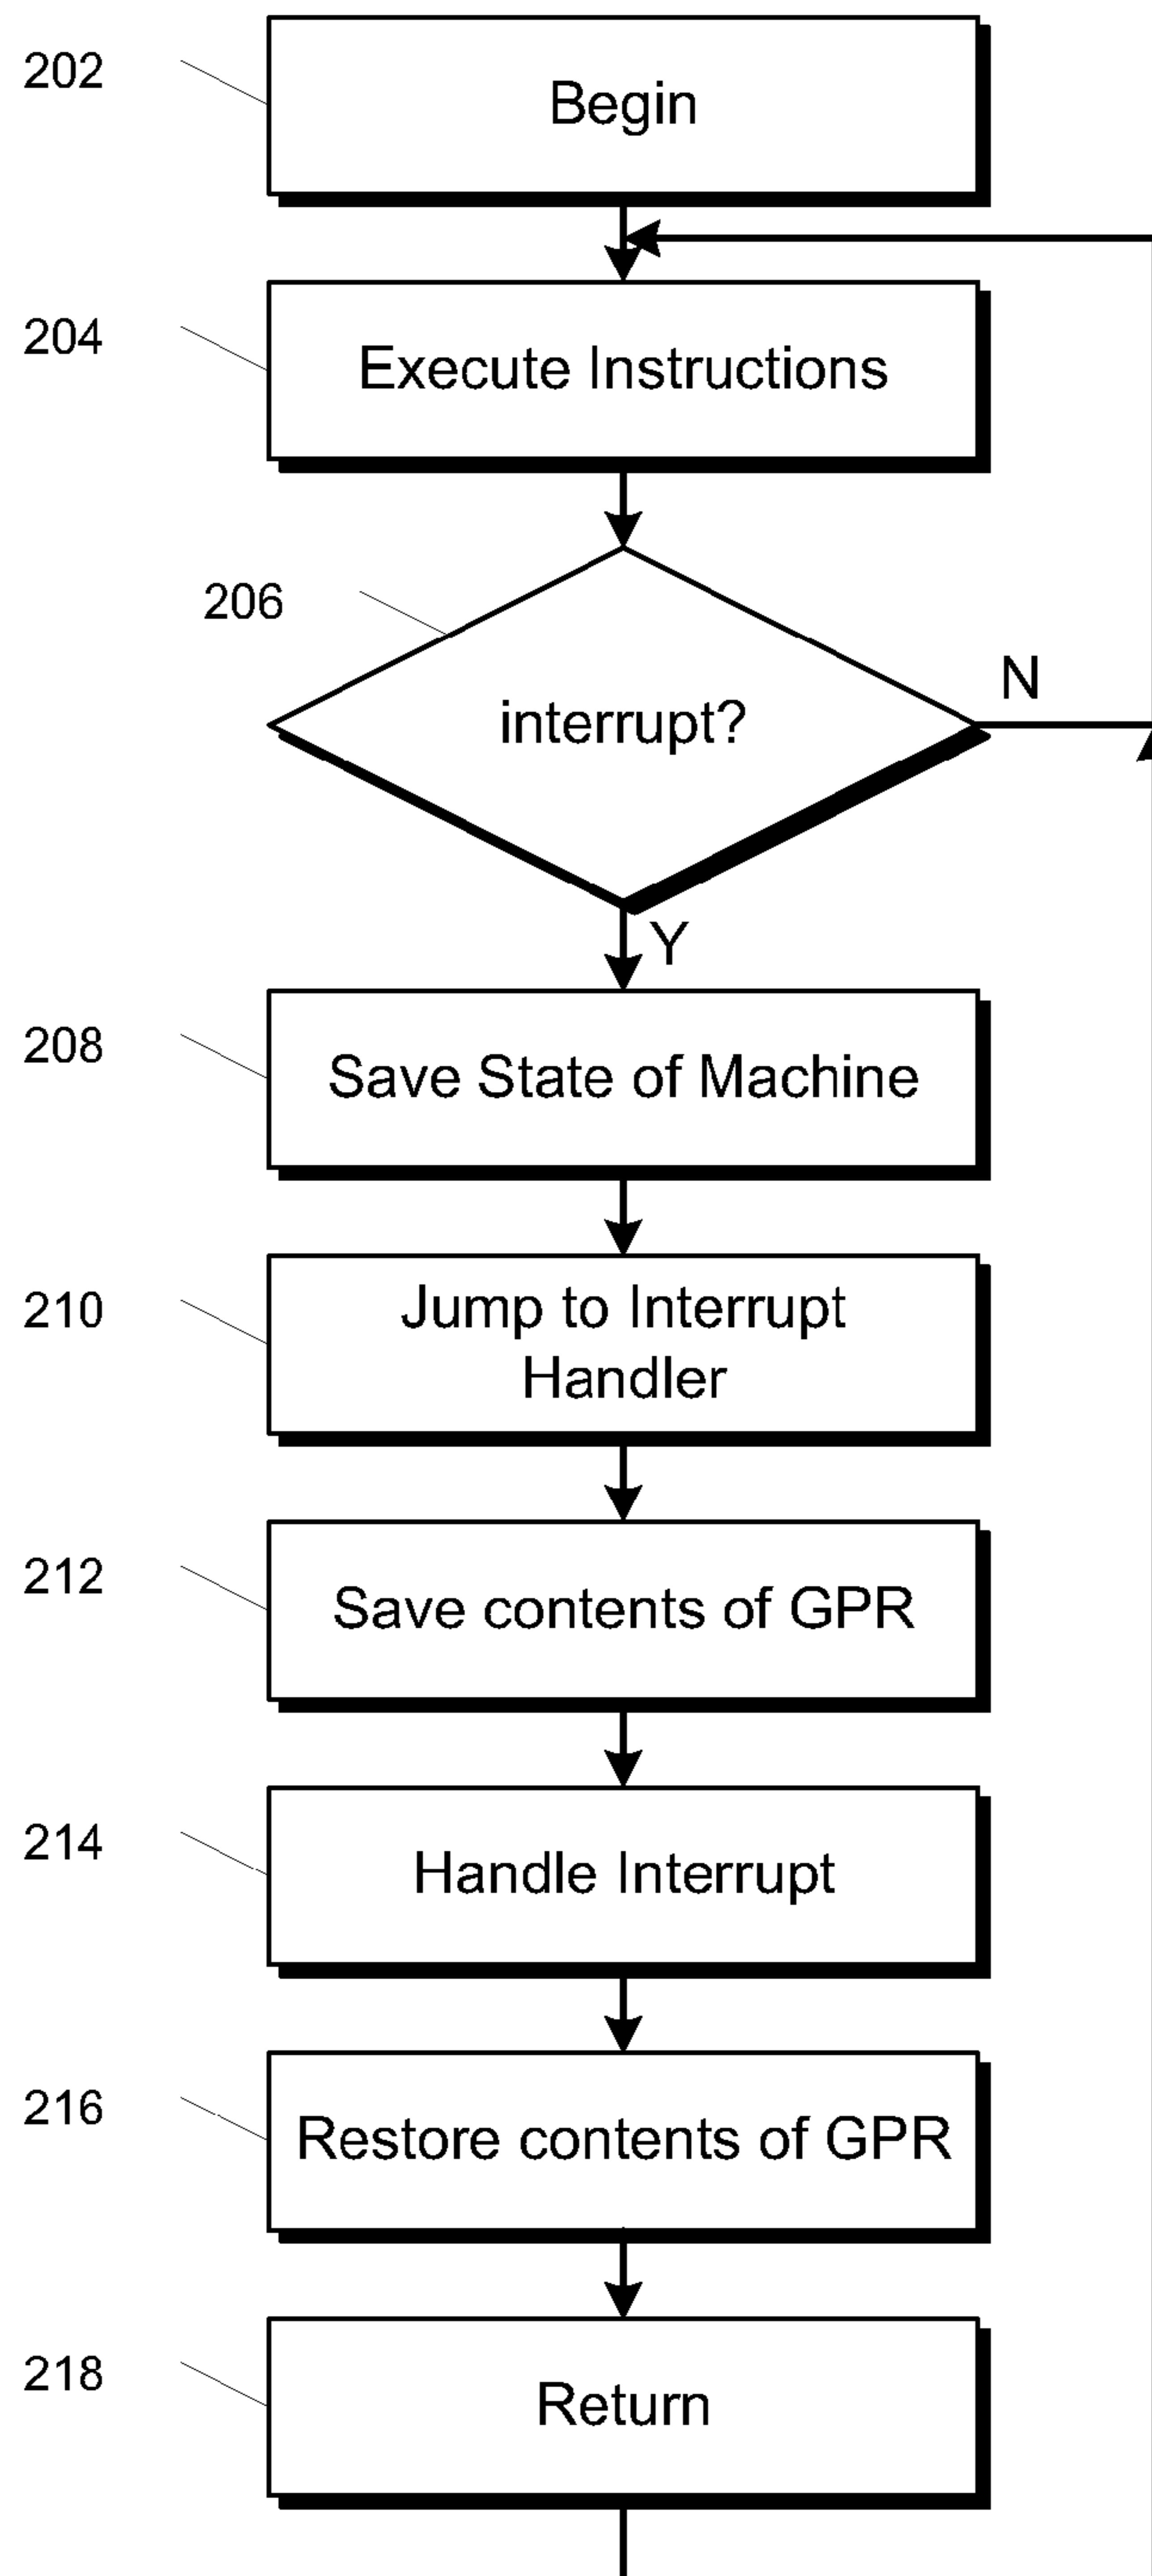 202
Begin
204
Execute Instructions
206
interrupt?
N
Y
208
Save State of Machine
210
Jump to Interrupt
Handler
212
Save contents of GPR
214
Handle Interrupt
216
Restore contents of GPR
218
Return